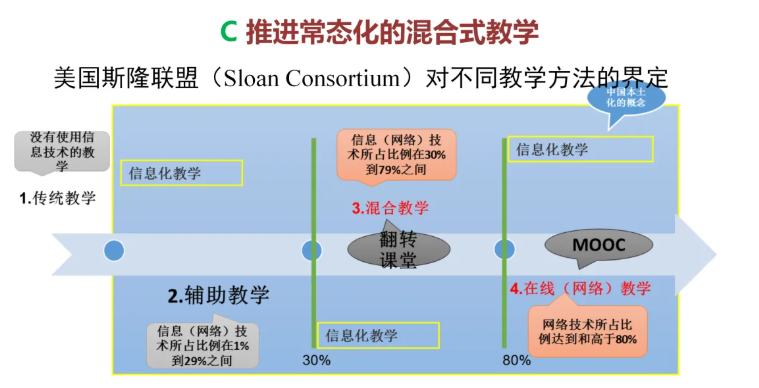 C 推进常态化的混合式教学
美国斯隆联盟（Sloan Consortium）对不同教学方法的界定
中国本土
化的概念
没有使用信
息技术的教
学
1.传统教学
信息化教学
信息（网络）技
术所占比例在30%
到79%之间
信息化教学
3.混合教学
翻转
课堂
MOOC
2.辅助教学
4.在线（网络）教学
信息（网络）技
术所占比例在1%
到29%之间
信息化教学
网络技术所占比
例达到和高于80%
30%
80%